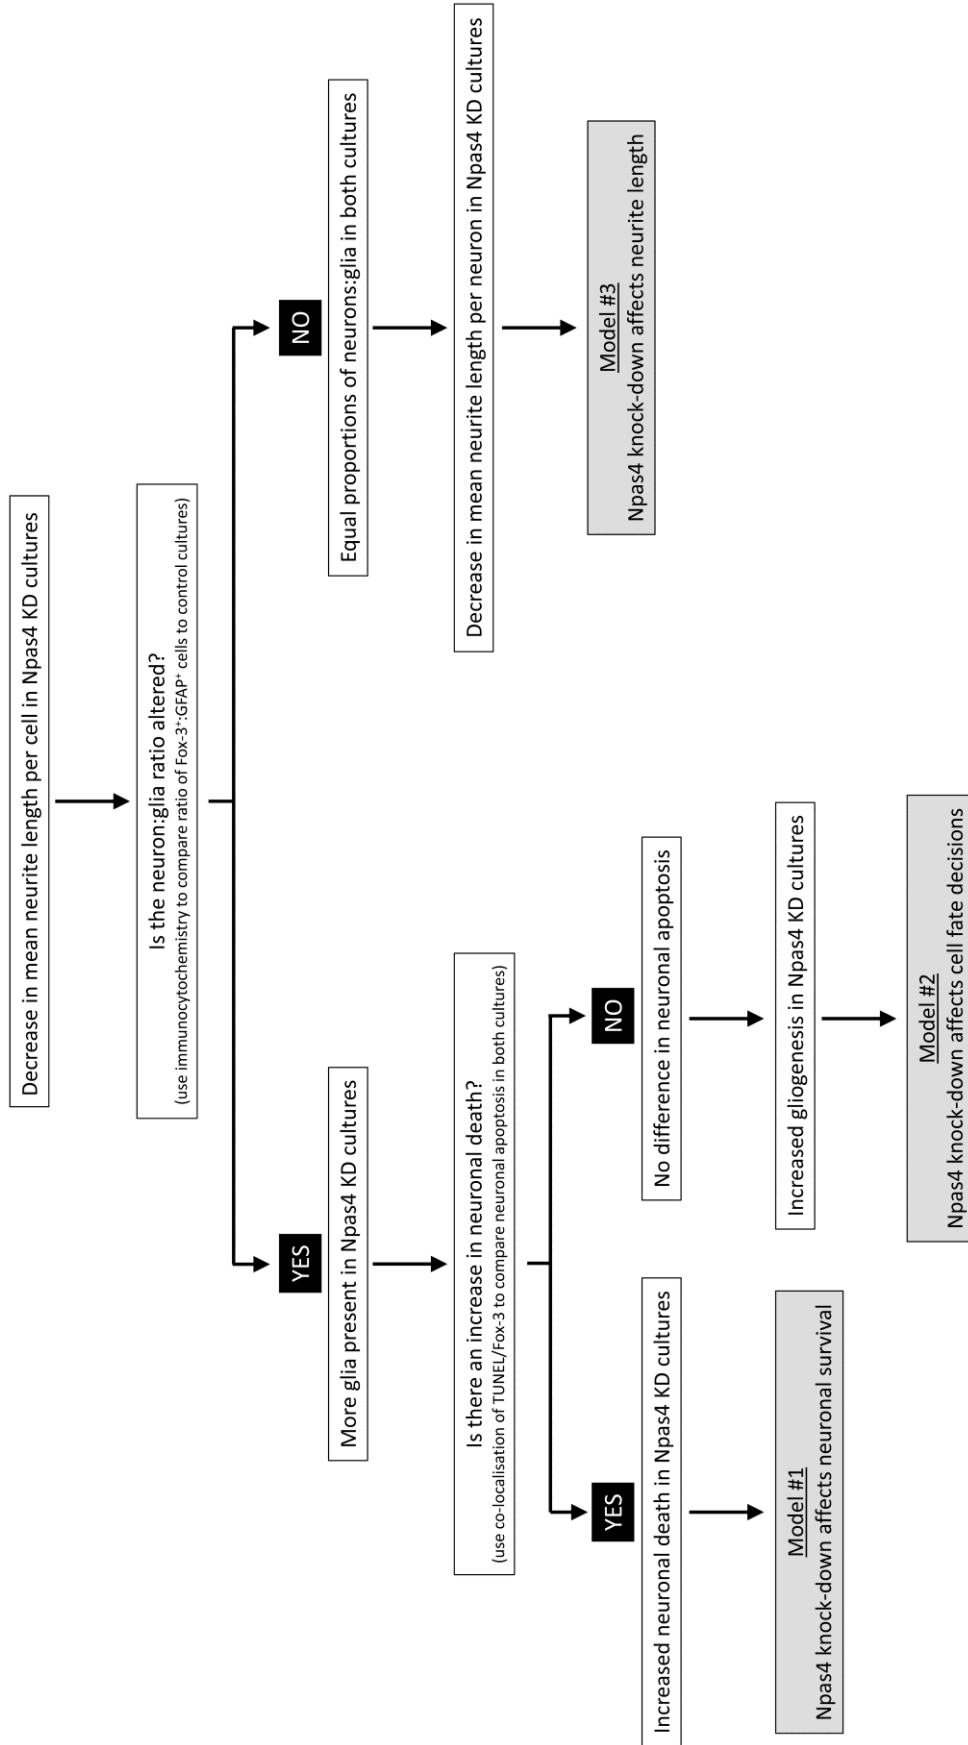 Decrease in mean neurite length per cell in Npas4 KD cultures
Is the neuron:glia ratio altered?
(use immunocytochemistry to compare ratio of Fox-3⁺:GFAP⁺ cells to control cultures)
YES
NO
More glia present in Npas4 KD cultures
Equal proportions of neurons:glia in both cultures
Is there an increase in neuronal death?
(use co-localisation of TUNEL/Fox-3 to compare neuronal apoptosis in both cultures)
Decrease in mean neurite length per neuron in Npas4 KD cultures
YES
NO
Model #3
Npas4 knock-down affects neurite length
Increased neuronal death in Npas4 KD cultures
No difference in neuronal apoptosis
Model #1
Npas4 knock-down affects neuronal survival
Increased gliogenesis in Npas4 KD cultures
Model #2
Npas4 knock-down affects cell fate decisions